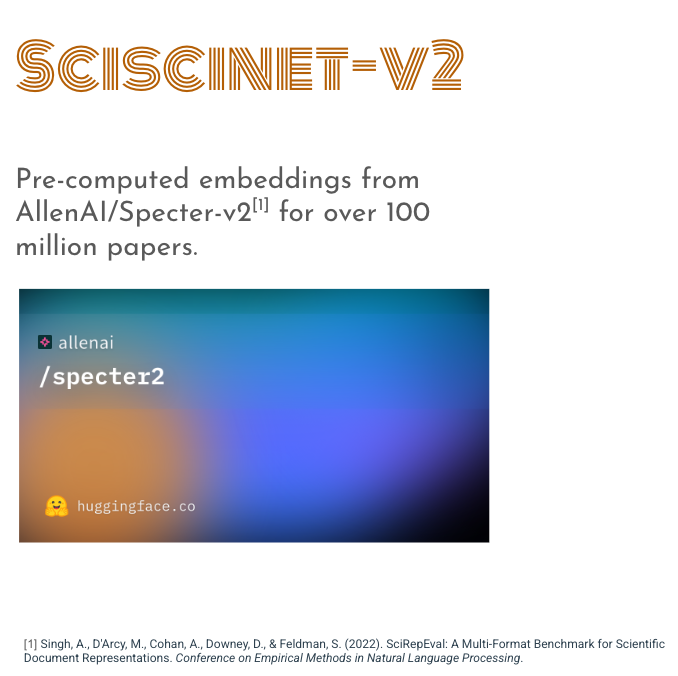 SCISCINET-V2
Pre-computed embeddings from
AllenAI/Specter-v2[1] for over 100
million papers.
allenai
/specter2
huggingface.co
[1] Singh, A., D'Arcy, M., Cohan, A., Downey, D., & Feldman, S. (2022). SciRepEval: A Multi-Format Benchmark for Scientific
Document Representations. Conference on Empirical Methods in Natural Language Processing.